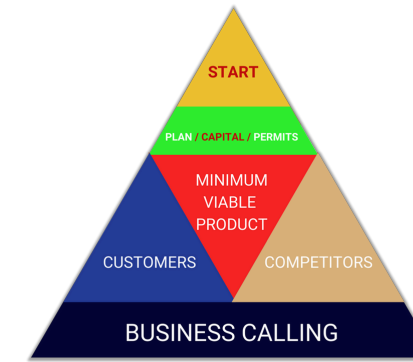 START
PLAN / CAPITAL / PERMITS
MINIMUM
VIABLE
PRODUCT
CUSTOMERS
COMPETITORS
BUSINESS CALLING